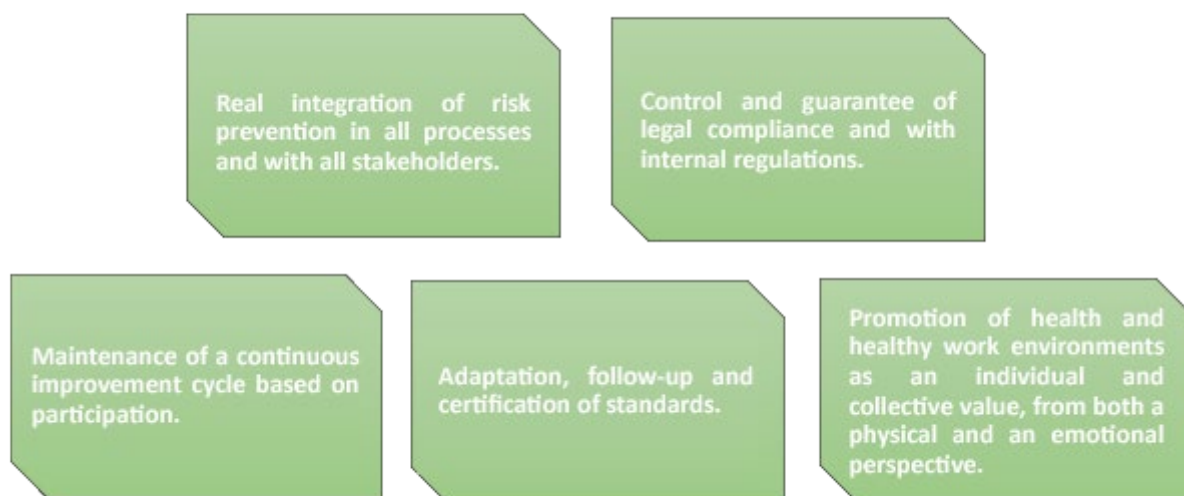 Real integration of risk
prevention in all processes
and with all stakeholders.
Control and guarantee of
legal compliance and with
internal regulations.
Maintenance of a continuous
improvement cycle based on
participation.
Adaptation, follow-up and
certification of standards.
Promotion of health and
healthy work environments
as an individual and
collective value, from both a
physical and an emotional
perspective.